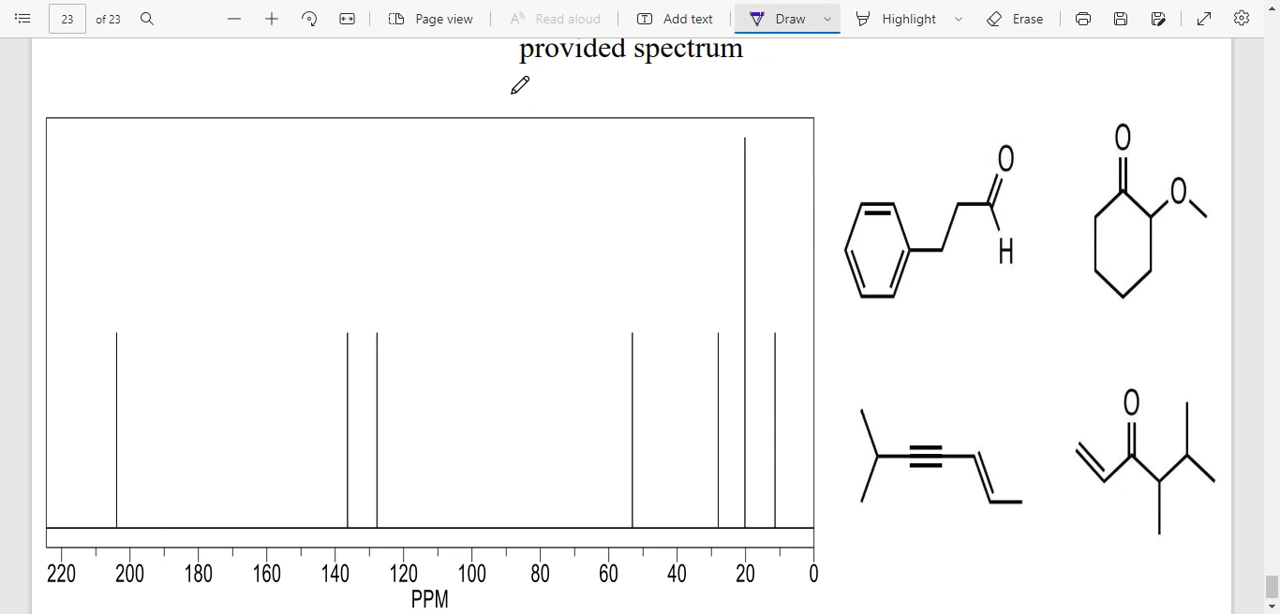 23 of 23 Page view Read aloud Add text Draw Highlight Erase
provided spectrum
O
H
O
O
O
220 200 180 160 140 120 100 80 60 40 20 0
PPM